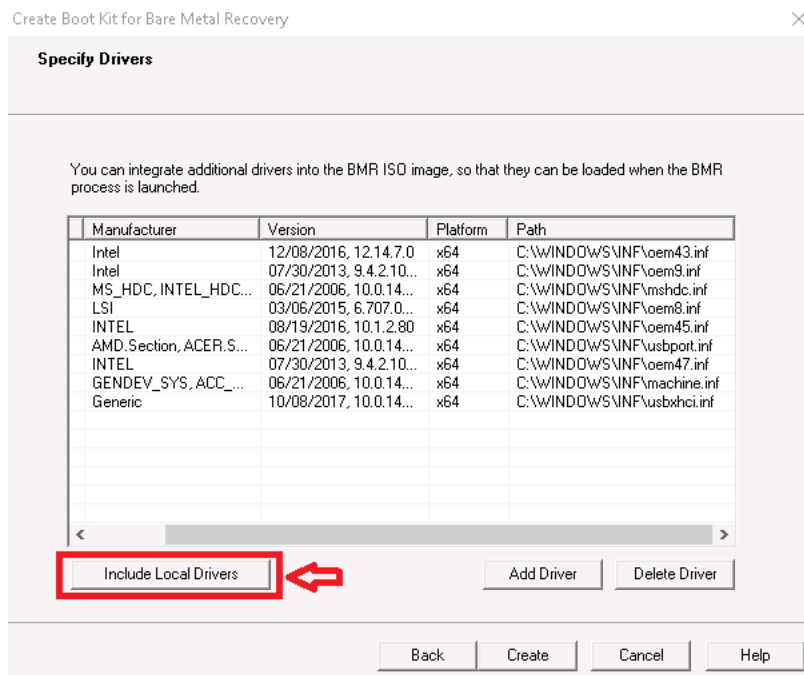 Create Boot Kit for Bare Metal Recovery
Specify Drivers
You can integrate additional drivers into the BMR ISO image, so that they can be loaded when the BMR
process is launched.
Manufacturer Version Platform Path
Intel 12/08/2016, 12.14.7.0 x64 C:\WINDOWS\INF\oem43.inf
Intel 07/30/2013, 9.4.2.10... x64 C:\WINDOWS\INF\oem9.inf
MS_HDC, INTEL_HDC... 06/21/2006, 10.0.14... x64 C:\WINDOWS\INF\mshdc.inf
LSI 03/06/2015, 6.707.0... x64 C:\WINDOWS\INF\oem8.inf
INTEL 08/19/2016, 10.1.2.80 x64 C:\WINDOWS\INF\oem45.inf
AMD.Section, ACER.S... 06/21/2006, 10.0.14... x64 C:\WINDOWS\INF\usbport.inf
INTEL 07/30/2013, 9.4.2.10... x64 C:\WINDOWS\INF\oem47.inf
GENDEV_SYS, ACC_... 06/21/2006, 10.0.14... x64 C:\WINDOWS\INF\machine.inf
Generic 10/08/2017, 10.0.14... x64 C:\WINDOWS\INF\usbxhci.inf
Include Local Drivers Add Driver Delete Driver
Back Create Cancel Help